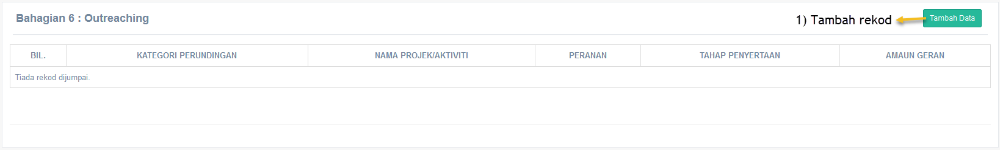 Bahagian 6 : Outreaching
1) Tambah rekod
Tambah Data
BIL. KATEGORI PERUNDINGAN NAMA PROJEK/AKTIVITI PERANAN TAHAP PENYERTAAN AMAUN GERAN
Tiada rekod dijumpai.